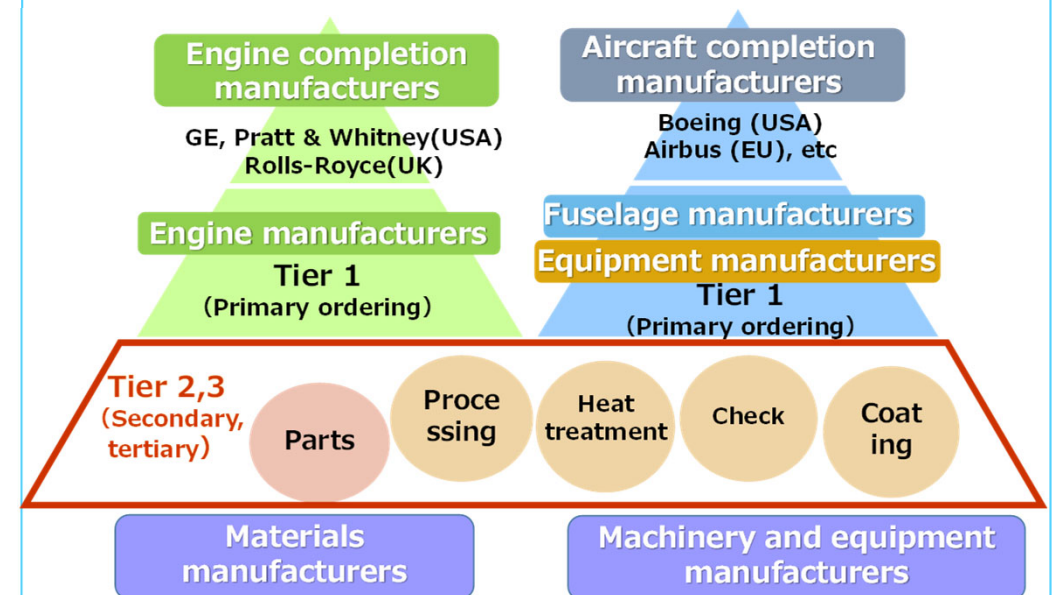 Engine completion
manufacturers
GE, Pratt & Whitney(USA)
Rolls-Royce(UK)
Engine manufacturers
Tier 1
(Primary ordering)
Aircraft completion
manufacturers
Boeing (USA)
Airbus (EU), etc
Fuselage manufacturers
Equipment manufacturers
Tier 1
(Primary ordering)
Tier 2,3
(Secondary,
tertiary)
Parts
Proce
ssing
Heat
treatment
Check
Coat
ing
Materials
manufacturers
Machinery and equipment
manufacturers